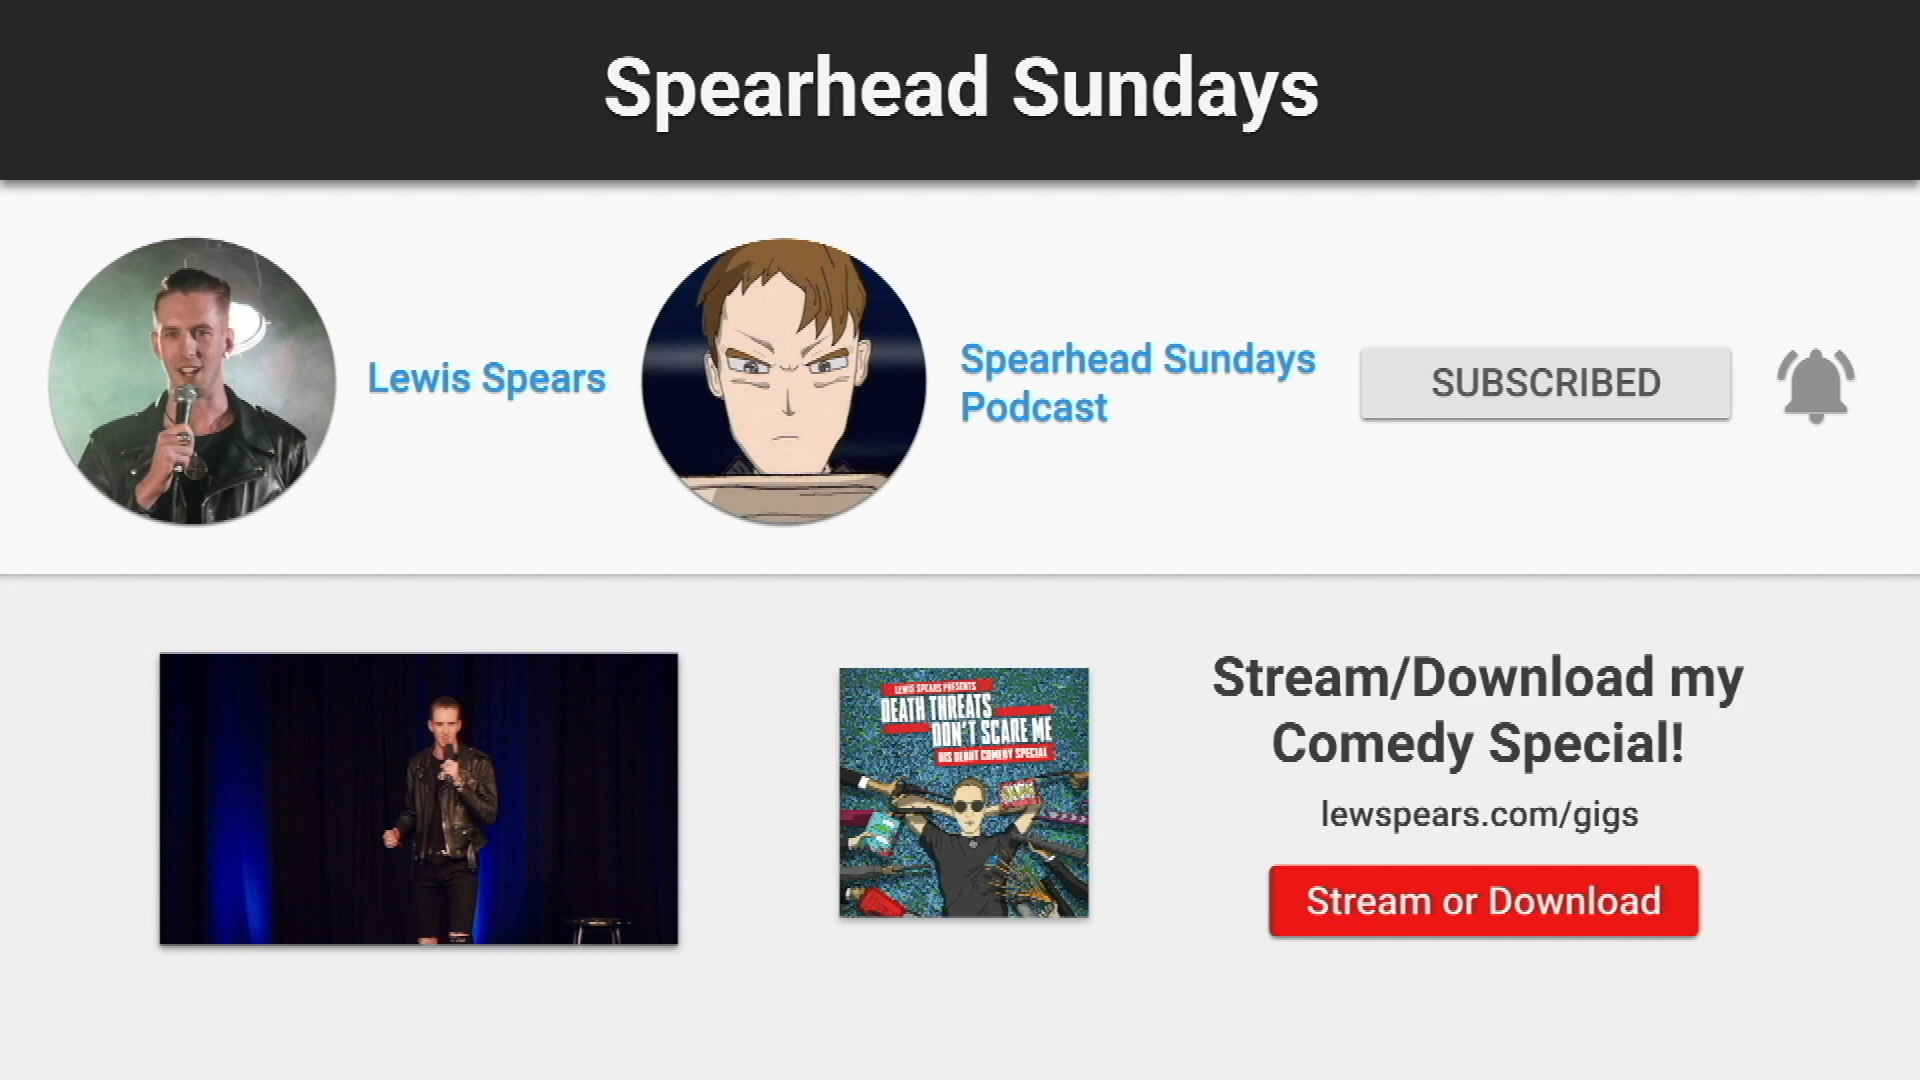 Spearhead Sundays
Lewis Spears
Spearhead Sundays
Podcast
SUBSCRIBED
LEWIS SPEARS PRESENTS
DEATH THREATS
DON'T SCARE ME
HIS DEBUT COMEDY SPECIAL
Stream/Download my
Comedy Special!
lewspears.com/gigs
Stream or Download